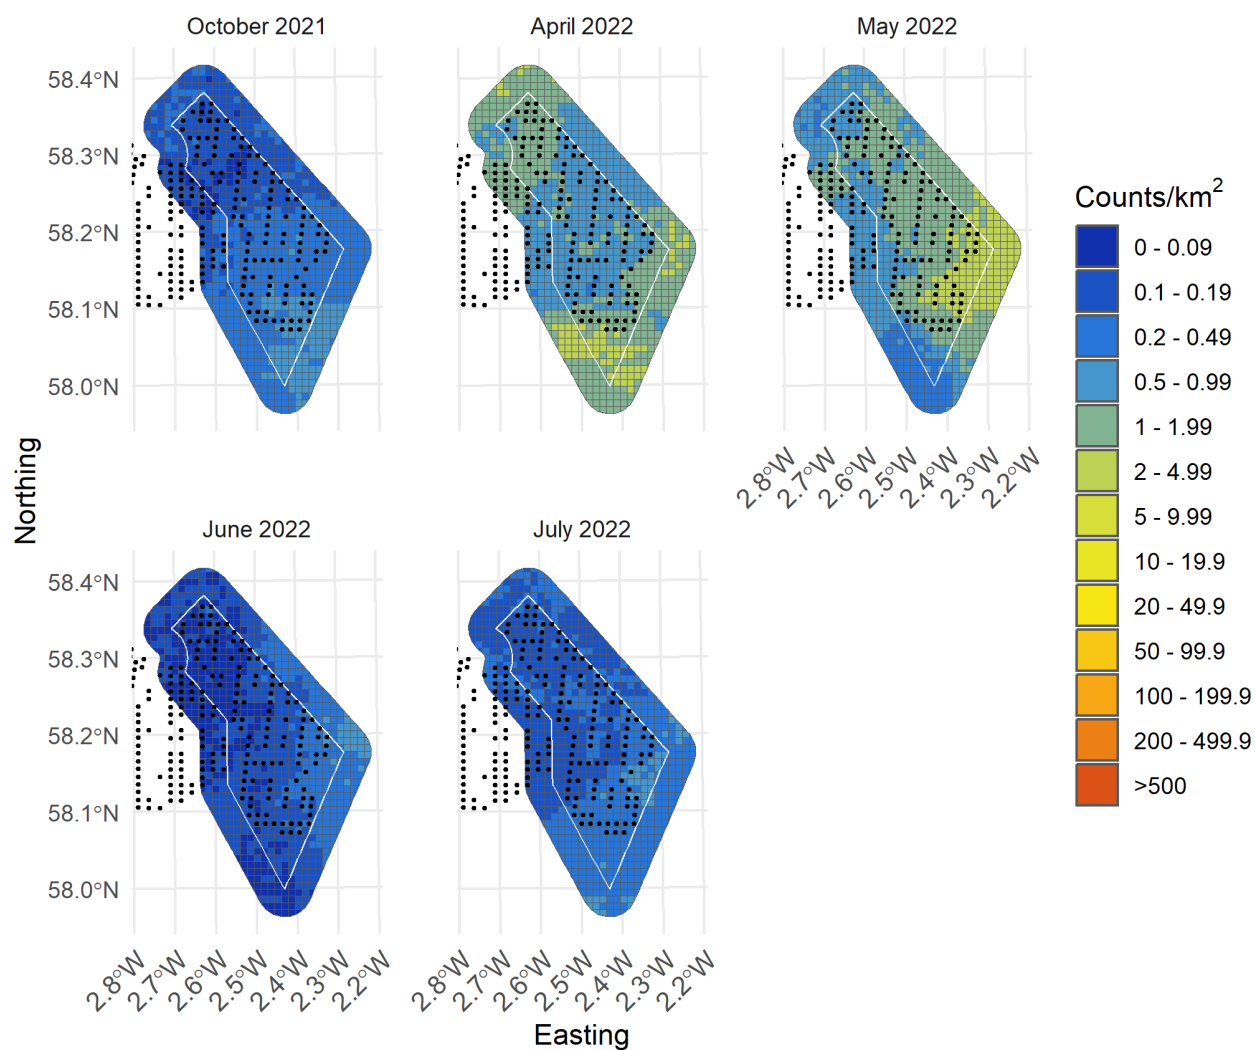 October 2021
April 2022
May 2022
58.4°N
58.3°N
58.2°N
58.1°N
58.0°N
2.8°W
2.7°W
2.6°W
2.5°W
2.4°W
2.3°W
2.2°W
Counts/km²
0 - 0.09
0.1 - 0.19
0.2 - 0.49
0.5 - 0.99
1 - 1.99
2 - 4.99
5 - 9.99
10 - 19.9
20 - 49.9
50 - 99.9
100 - 199.9
200 - 499.9
>500
Northing
June 2022
July 2022
58.4°N
58.3°N
58.2°N
58.1°N
58.0°N
2.8°W
2.7°W
2.6°W
2.5°W
2.4°W
2.3°W
2.2°W
2.8°W
2.7°W
2.6°W
2.5°W
2.4°W
2.3°W
2.2°W
Easting